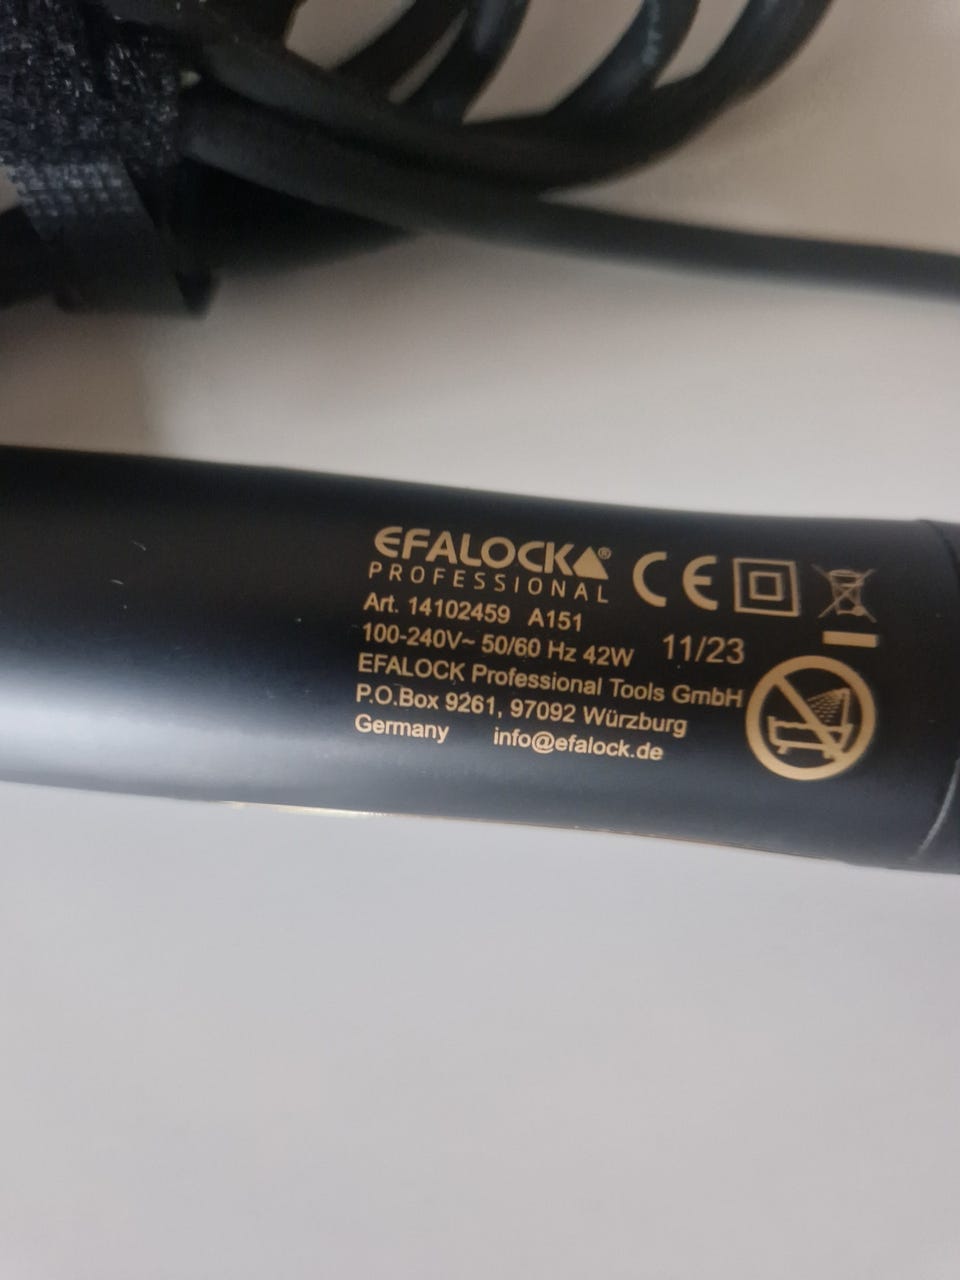 EFALOCK®
PROFESSIONAL
CE
Art. 14102459 A151
100-240V~ 50/60 Hz 42W 11/23
EFALOCK Professional Tools GmbH
P.O.Box 9261, 97092 Würzburg
Germany info@efalock.de